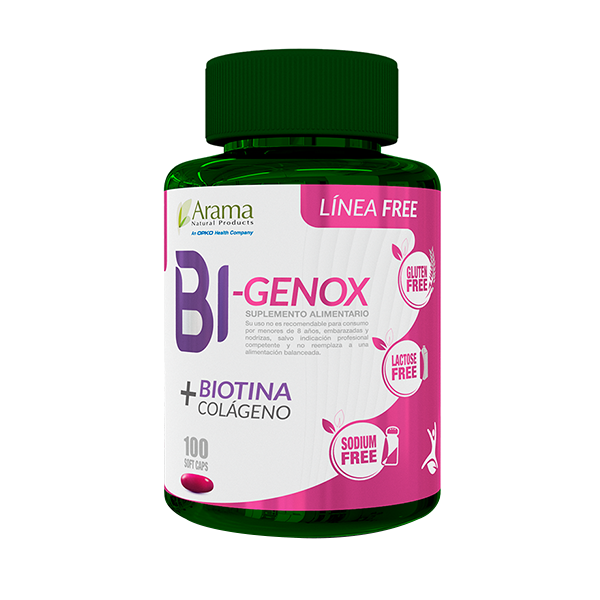 Arama
Natural Products
An OPKO Health Company
LÍNEA FREE
BI-GENOX
SUPLEMENTO ALIMENTARIO
Su uso no es recomendable para consumo
por menores de 8 años, embarazadas y
nodrizas, salvo indicación profesional
competente y no reemplaza a una
alimentación balanceada.
GLUTEN
FREE
LACTOSE
FREE
+BIOTINA
COLÁGENO
SODIUM
FREE
100
SOFT CAPS